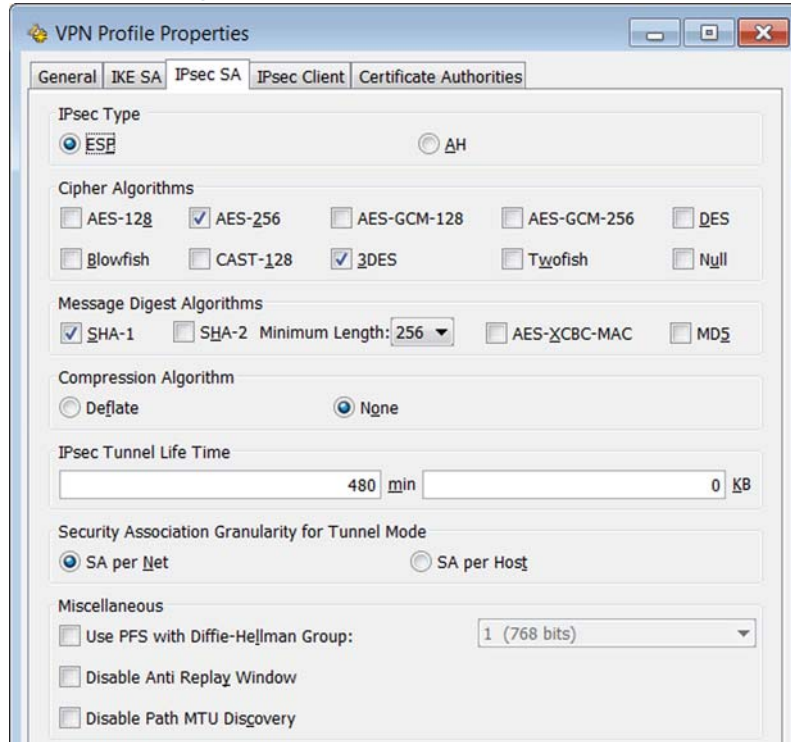 VPN Profile Properties
General IKE SA IPsec SA IPsec Client Certificate Authorities
IPsec Type
ESP AH
Cipher Algorithms
AES-128 AES-256 AES-GCM-128 AES-GCM-256 DES
Blowfish CAST-128 3DES Twofish Null
Message Digest Algorithms
SHA-1 SHA-2 Minimum Length: 256 AES-XCBC-MAC MD5
Compression Algorithm
Deflate None
IPsec Tunnel Life Time
480 min 0 KB
Security Association Granularity for Tunnel Mode
SA per Net SA per Host
Miscellaneous
Use PFS with Diffie-Hellman Group: 1 (768 bits)
Disable Anti Replay Window
Disable Path MTU Discovery